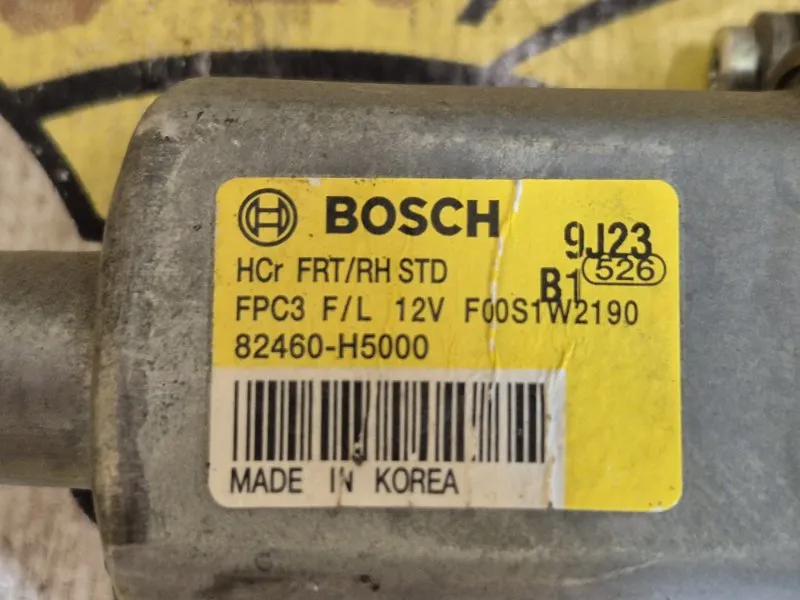 BOSCH 9J23
HCr FRT/RH STD B1 526
FPC3 F/L 12V F00S1W2190
82460-H5000
MADE IN KOREA